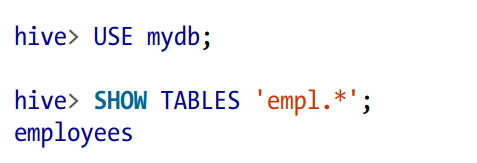 hive> USE mydb;
hive> SHOW TABLES 'empl.*';
employees